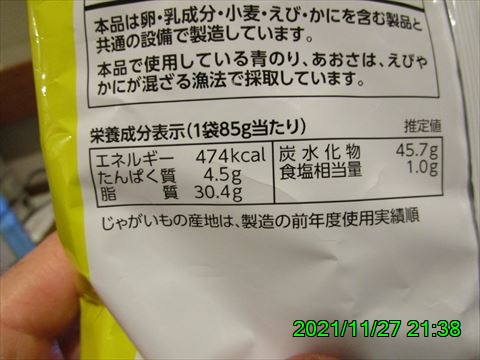 本品は卵・乳成分・小麦・えび・かにを含む製品と
共通の設備で製造しています。
本品で使用している青のり、あおさは、えびや
かにが混ざる漁法で採取しています。
栄養成分表示(1袋85g当たり) 推定値
エネルギー 474kcal 炭水化物 45.7g
たんぱく質 4.5g 食塩相当量 1.0g
脂質 30.4g
じゃがいもの産地は、製造の前年度使用実績順
2021/11/27 21:38